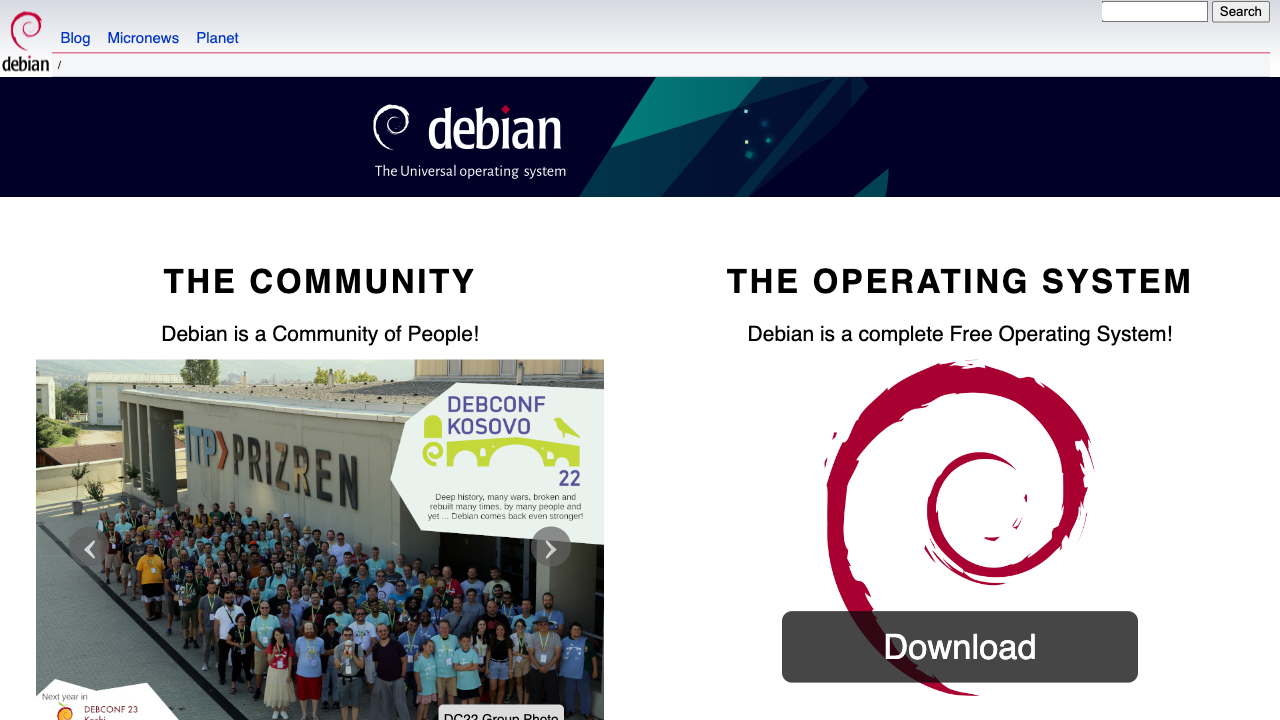 Search
Blog Micronews Planet
debian /
debian
The Universal operating system
THE COMMUNITY
Debian is a Community of People!
ITP>PRIZREN
DEBCONF
KOSOVO
22
Deep history, many wars, broken and
rebuilt many times, by many people and
yet ... Debian comes back even stronger!
Next year in
DEBCONF 23
Kochi
DC22 Group Photo
THE OPERATING SYSTEM
Debian is a complete Free Operating System!
Download